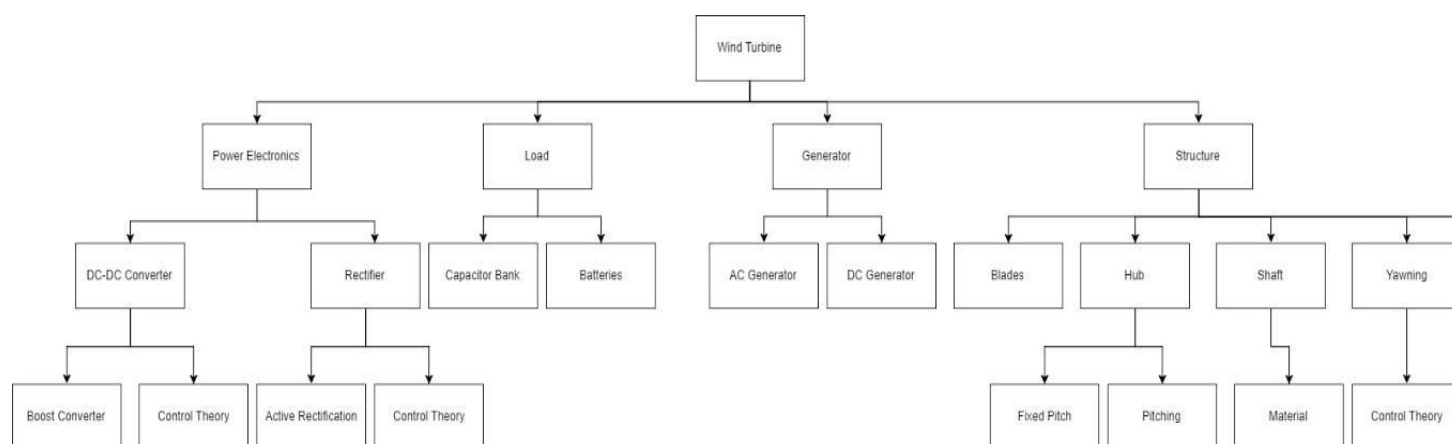 Wind Turbine
Power Electronics
Load
Generator
Structure
DC-DC Converter
Rectifier
Capacitor Bank
Batteries
AC Generator
DC Generator
Blades
Hub
Shaft
Yawning
Boost Converter
Control Theory
Active Rectification
Control Theory
Fixed Pitch
Pitching
Material
Control Theory